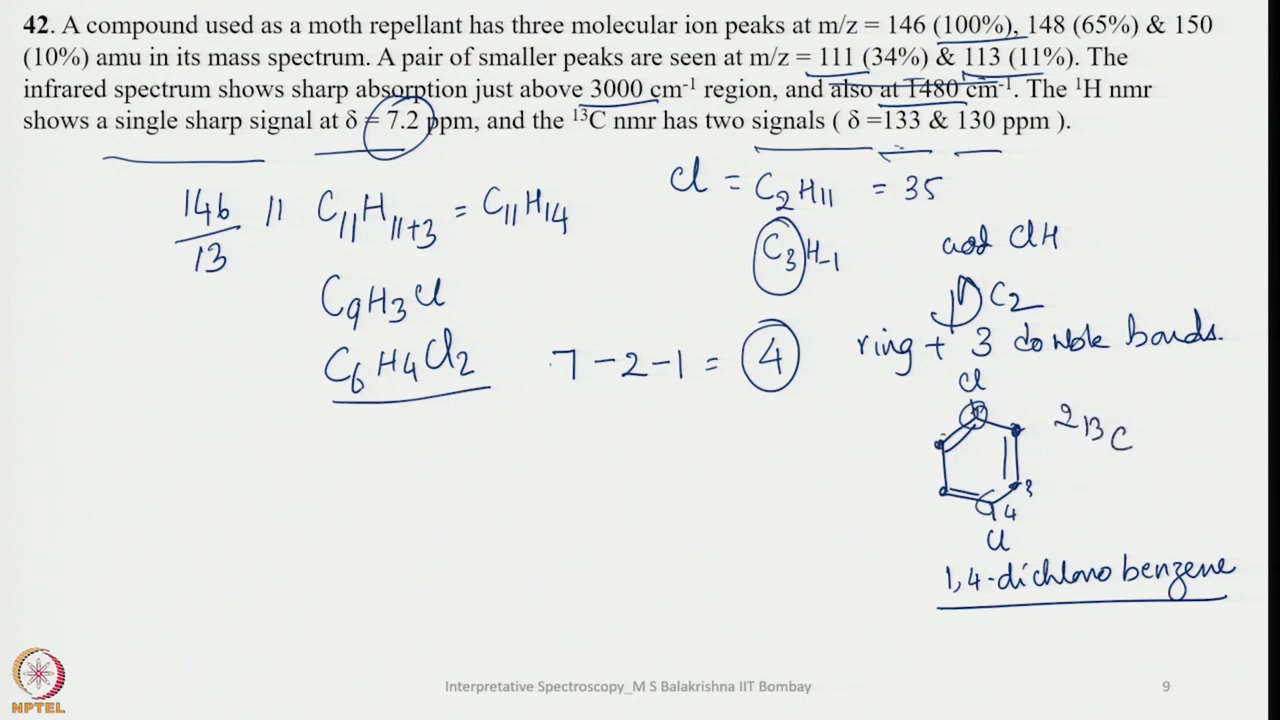 42. A compound used as a moth repellant has three molecular ion peaks at m/z = 146 (100%), 148 (65%) & 150
(10%) amu in its mass spectrum. A pair of smaller peaks are seen at m/z = 111 (34%) & 113 (11%). The
infrared spectrum shows sharp absorption just above 3000 cm-1 region, and also at 1480 cm-1. The 1H nmr
shows a single sharp signal at δ = 7.2 ppm, and the 13C nmr has two signals ( δ =133 & 130 ppm ).
146
13
11 C11H11+3 = C11H14
Cl = C2H11 = 35
C3H-1
add ClH
C9H3Cl
C2
C6H4Cl2 7-2-1 = 4
ring + 3 double bonds.
Cl
2 13C
3
4
Cl
1,4-dichloro benzene
NPTEL
Interpretative Spectroscopy_M S Balakrishna IIT Bombay
9